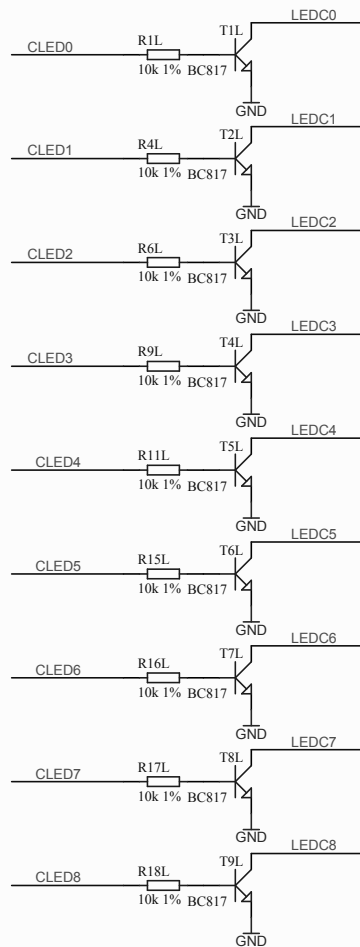 LEDC0
R1L
T1L
CLED0
10k 1%
BC817
GND
LEDC1
R4L
T2L
CLED1
10k 1%
BC817
GND
LEDC2
R6L
T3L
CLED2
10k 1%
BC817
GND
LEDC3
R9L
T4L
CLED3
10k 1%
BC817
GND
LEDC4
R11L
T5L
CLED4
10k 1%
BC817
GND
LEDC5
R15L
T6L
CLED5
10k 1%
BC817
GND
LEDC6
R16L
T7L
CLED6
10k 1%
BC817
GND
LEDC7
R17L
T8L
CLED7
10k 1%
BC817
GND
LEDC8
R18L
T9L
CLED8
10k 1%
BC817
GND